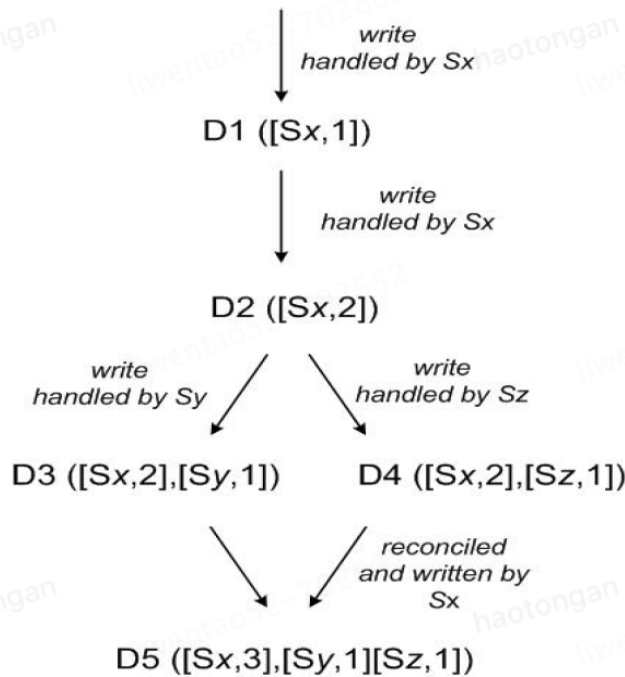 write
handled by Sx
D1 ([Sx,1])
write
handled by Sx
D2 ([Sx,2])
write
handled by Sy
write
handled by Sz
D3 ([Sx,2],[Sy,1])
D4 ([Sx,2],[Sz,1])
reconciled
and written by
Sx
D5 ([Sx,3],[Sy,1][Sz,1])
haotongan
haotongan